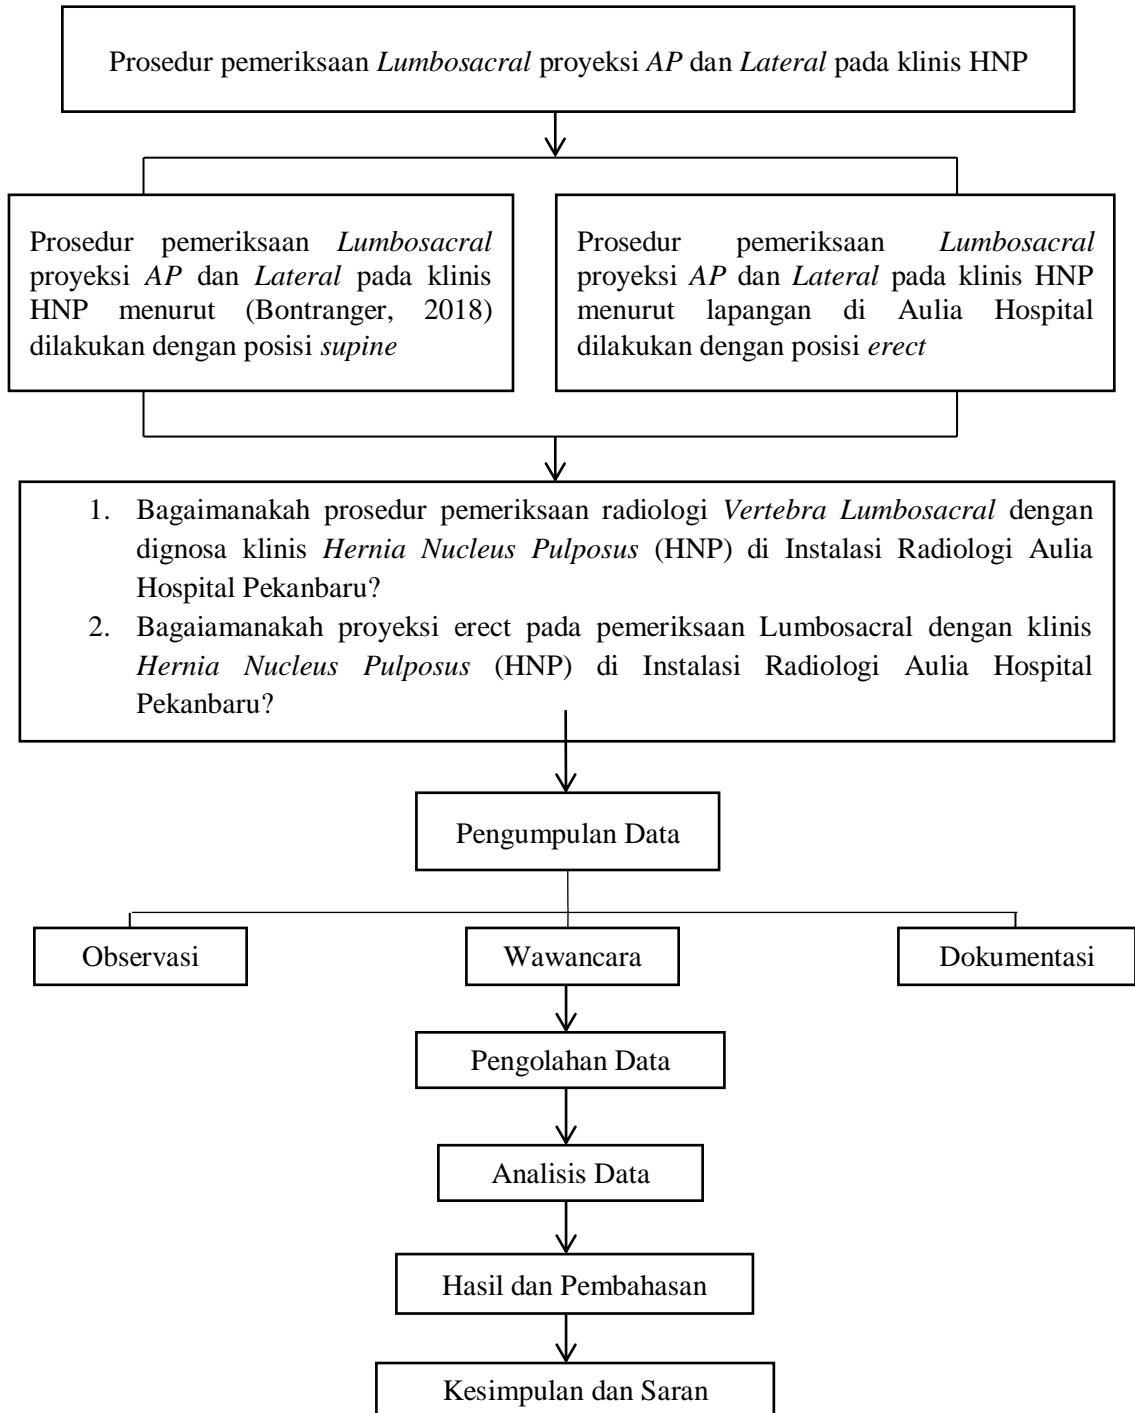 Prosedur pemeriksaan Lumbosacral proyeksi AP dan Lateral pada klinis HNP
Prosedur pemeriksaan Lumbosacral
proyeksi AP dan Lateral pada klinis
HNP menurut (Bontranger, 2018)
dilakukan dengan posisi supine
Prosedur pemeriksaan Lumbosacral
proyeksi AP dan Lateral pada klinis HNP
menurut lapangan di Aulia Hospital
dilakukan dengan posisi erect
1. Bagaimanakah prosedur pemeriksaan radiologi Vertebra Lumbosacral dengan
dignosa klinis Hernia Nucleus Pulposus (HNP) di Instalasi Radiologi Aulia
Hospital Pekanbaru?
2. Bagaiamanakah proyeksi erect pada pemeriksaan Lumbosacral dengan klinis
Hernia Nucleus Pulposus (HNP) di Instalasi Radiologi Aulia Hospital
Pekanbaru?
Pengumpulan Data
Observasi
Wawancara
Dokumentasi
Pengolahan Data
Analisis Data
Hasil dan Pembahasan
Kesimpulan dan Saran